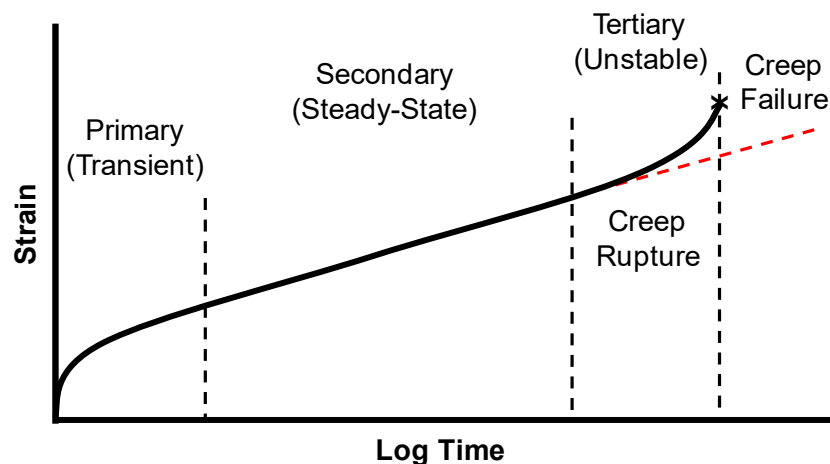 Primary
(Transient)
Secondary
(Steady-State)
Tertiary
(Unstable)
Creep
Failure
Creep
Rupture
Strain
Log Time